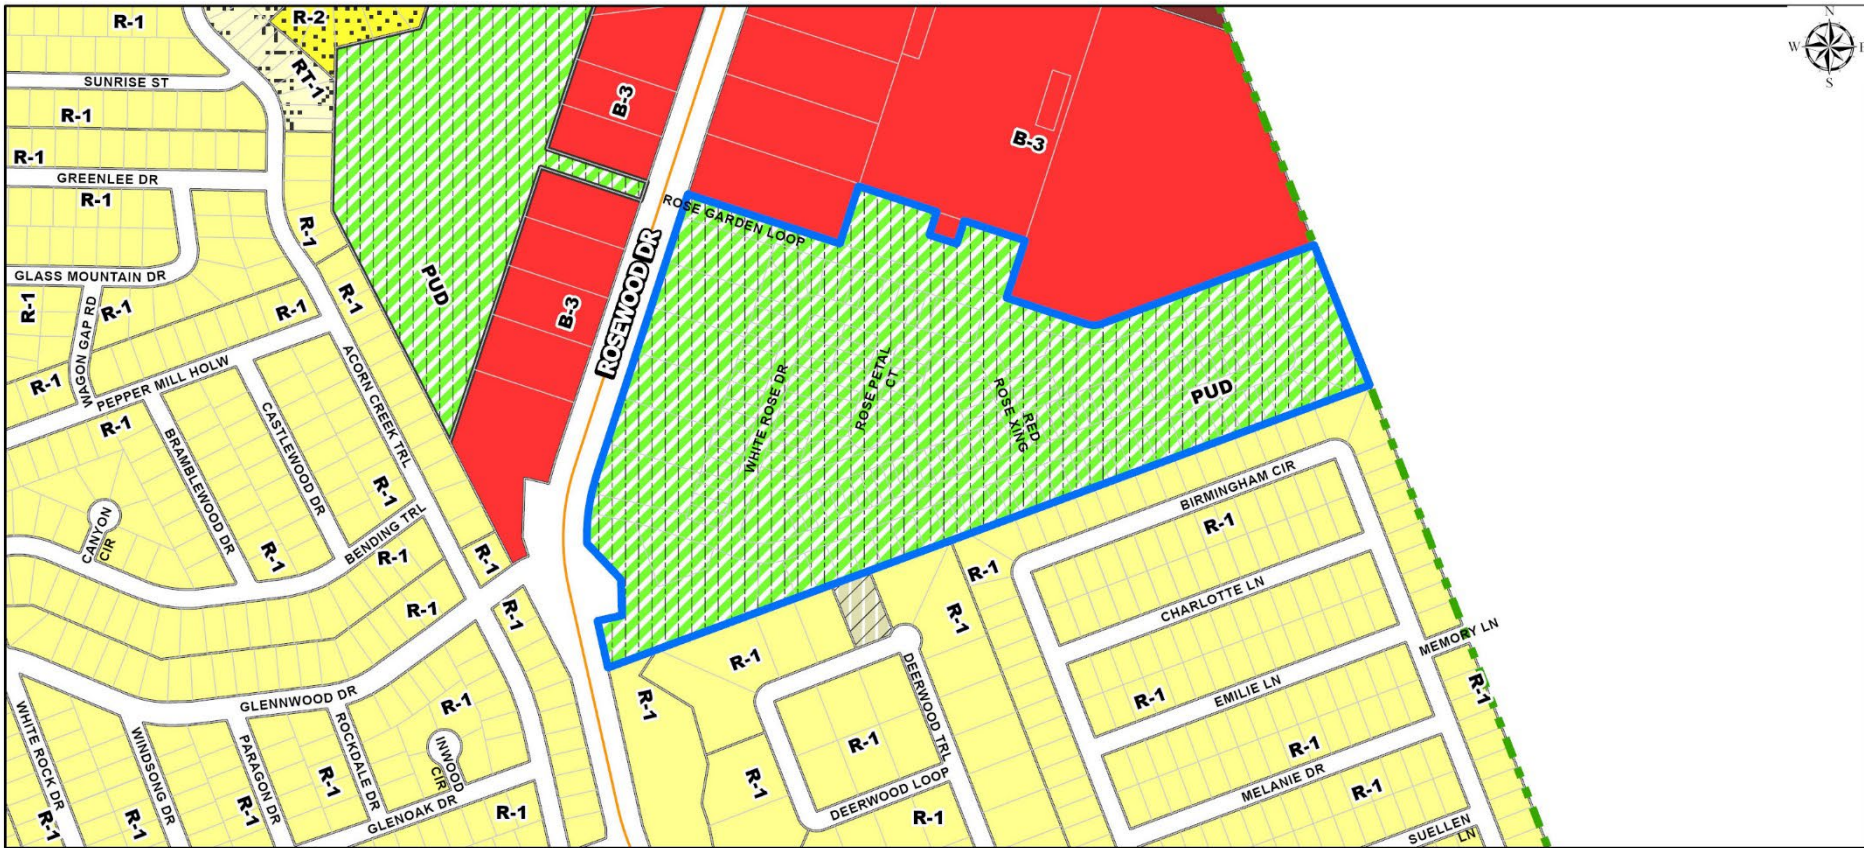 R-1
R-2
N
W
E
S
SUNRISE ST
RT-1
R-1
B-3
B-3
R-1
GREENLEE DR
R-1
R-1
ROSE GARDEN LOOP
GLASS MOUNTAIN DR
PUD
ROSEWOOD DR
R-1
R-1
R-1
R-1
B-3
WAGON GAP RD
R-1
PEPPER MILL HOLW
ACORN CREEK TRL
WHITE ROSE DR
ROSE PETAL
CT
RED
ROSE XING
PUD
R-1
BRAMBLEWOOD DR
CASTLEWOOD DR
R-1
BIRMINGHAM CIR
CANYON
CIR
BENDING TRL
R-1
R-1
R-1
R-1
R-1
R-1
R-1
R-1
CHARLOTTE LN
MEMORY LN
R-1
DEERWOOD TRL
R-1
EMILIE LN
R-1
GLENNWOOD DR
R-1
R-1
WHITE ROCK DR
WINDSONG DR
PARAGON DR
ROCKDALE DR
INWOOD
CIR
R-1
R-1
R-1
R-1
MELANIE DR
R-1
R-1
R-1
R-1
GLENOAK DR
R-1
DEERWOOD LOOP
R-1
SUELLEN
LN